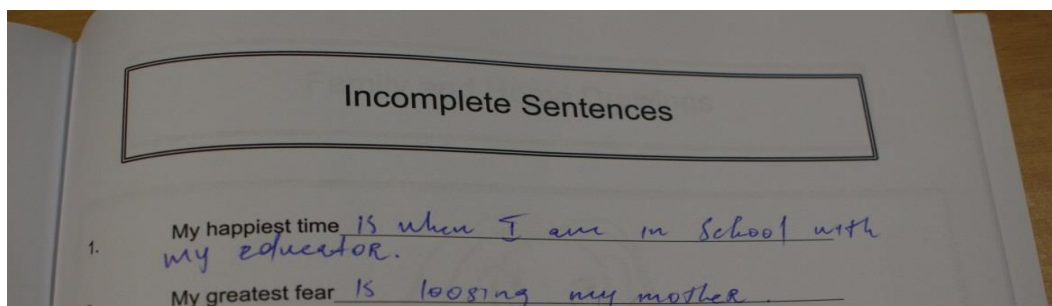 Incomplete Sentences
1. My happiest time is when I am in School with
my educator.
My greatest fear is loosing my mother.